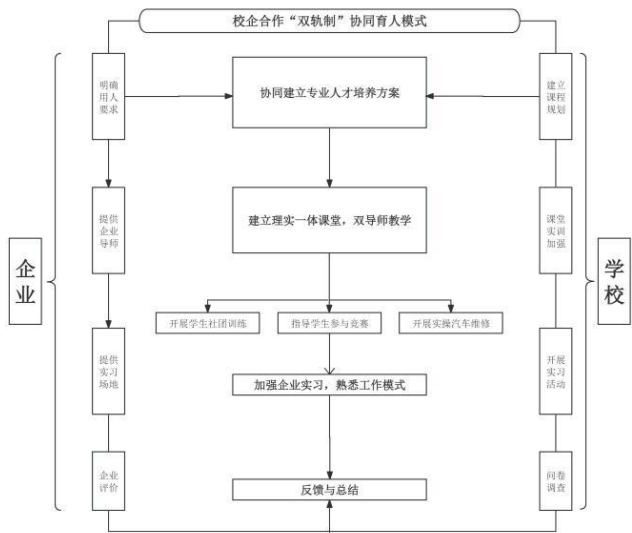 校企合作“双轨制”协同育人模式
明确
用人
要求
协同建立专业人才培养方案
建立
课程
规划
提供
企业
导师
建立理实一体课堂，双导师教学
课堂
实训
加强
企
业
学
校
开展学生社团训练
指导学生参与竞赛
开展实操汽车维修
提供
实习
场地
加强企业实习，熟悉工作模式
开展
实习
活动
企业
评价
反馈与总结
问卷
调查